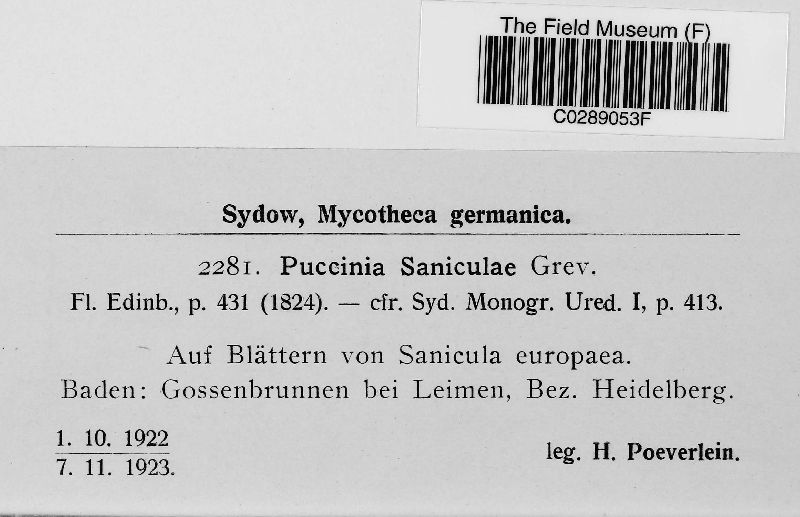 The Field Museum (F)
C0289053F
Sydow, Mycotheca germanica.
2281. Puccinia Saniculae Grev.
Fl. Edinb., p. 431 (1824). — cfr. Syd. Monogr. Ured. I, p. 413.
Auf Blättern von Sanicula europaea.
Baden: Gossenbrunnen bei Leimen, Bez. Heidelberg.
1. 10. 1922
7. 11. 1923.
leg. H. Poeverlein.